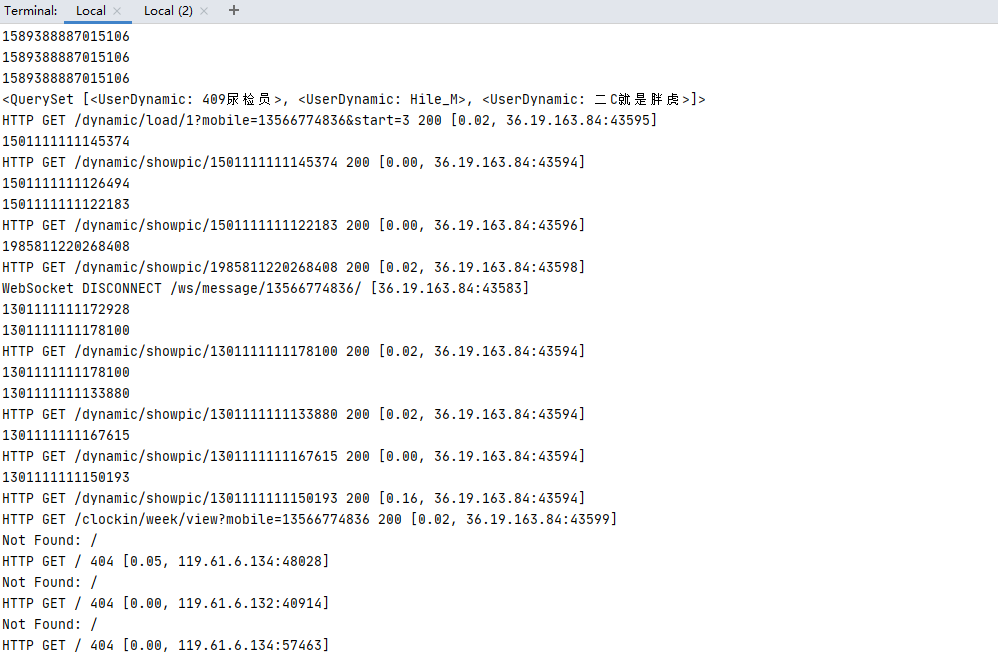 Terminal: Local × Local (2) × +
1589388887015106
1589388887015106
1589388887015106
<QuerySet [<UserDynamic: 409尿检员>, <UserDynamic: Hile_M>, <UserDynamic: 二C就是胖虎>]>
HTTP GET /dynamic/load/1?mobile=13566774836&start=3 200 [0.02, 36.19.163.84:43595]
1501111111145374
HTTP GET /dynamic/showpic/1501111111145374 200 [0.00, 36.19.163.84:43594]
1501111111126494
1501111111122183
HTTP GET /dynamic/showpic/1501111111122183 200 [0.00, 36.19.163.84:43596]
1985811220268408
HTTP GET /dynamic/showpic/1985811220268408 200 [0.02, 36.19.163.84:43598]
WebSocket DISCONNECT /ws/message/13566774836/ [36.19.163.84:43583]
1301111111172928
1301111111178100
HTTP GET /dynamic/showpic/1301111111178100 200 [0.02, 36.19.163.84:43594]
1301111111178100
1301111111133880
HTTP GET /dynamic/showpic/1301111111133880 200 [0.02, 36.19.163.84:43594]
1301111111167615
HTTP GET /dynamic/showpic/1301111111167615 200 [0.00, 36.19.163.84:43594]
1301111111150193
HTTP GET /dynamic/showpic/1301111111150193 200 [0.16, 36.19.163.84:43594]
HTTP GET /clockin/week/view?mobile=13566774836 200 [0.02, 36.19.163.84:43599]
Not Found: /
HTTP GET / 404 [0.05, 119.61.6.134:48028]
Not Found: /
HTTP GET / 404 [0.00, 119.61.6.132:40914]
Not Found: /
HTTP GET / 404 [0.00, 119.61.6.134:57463]